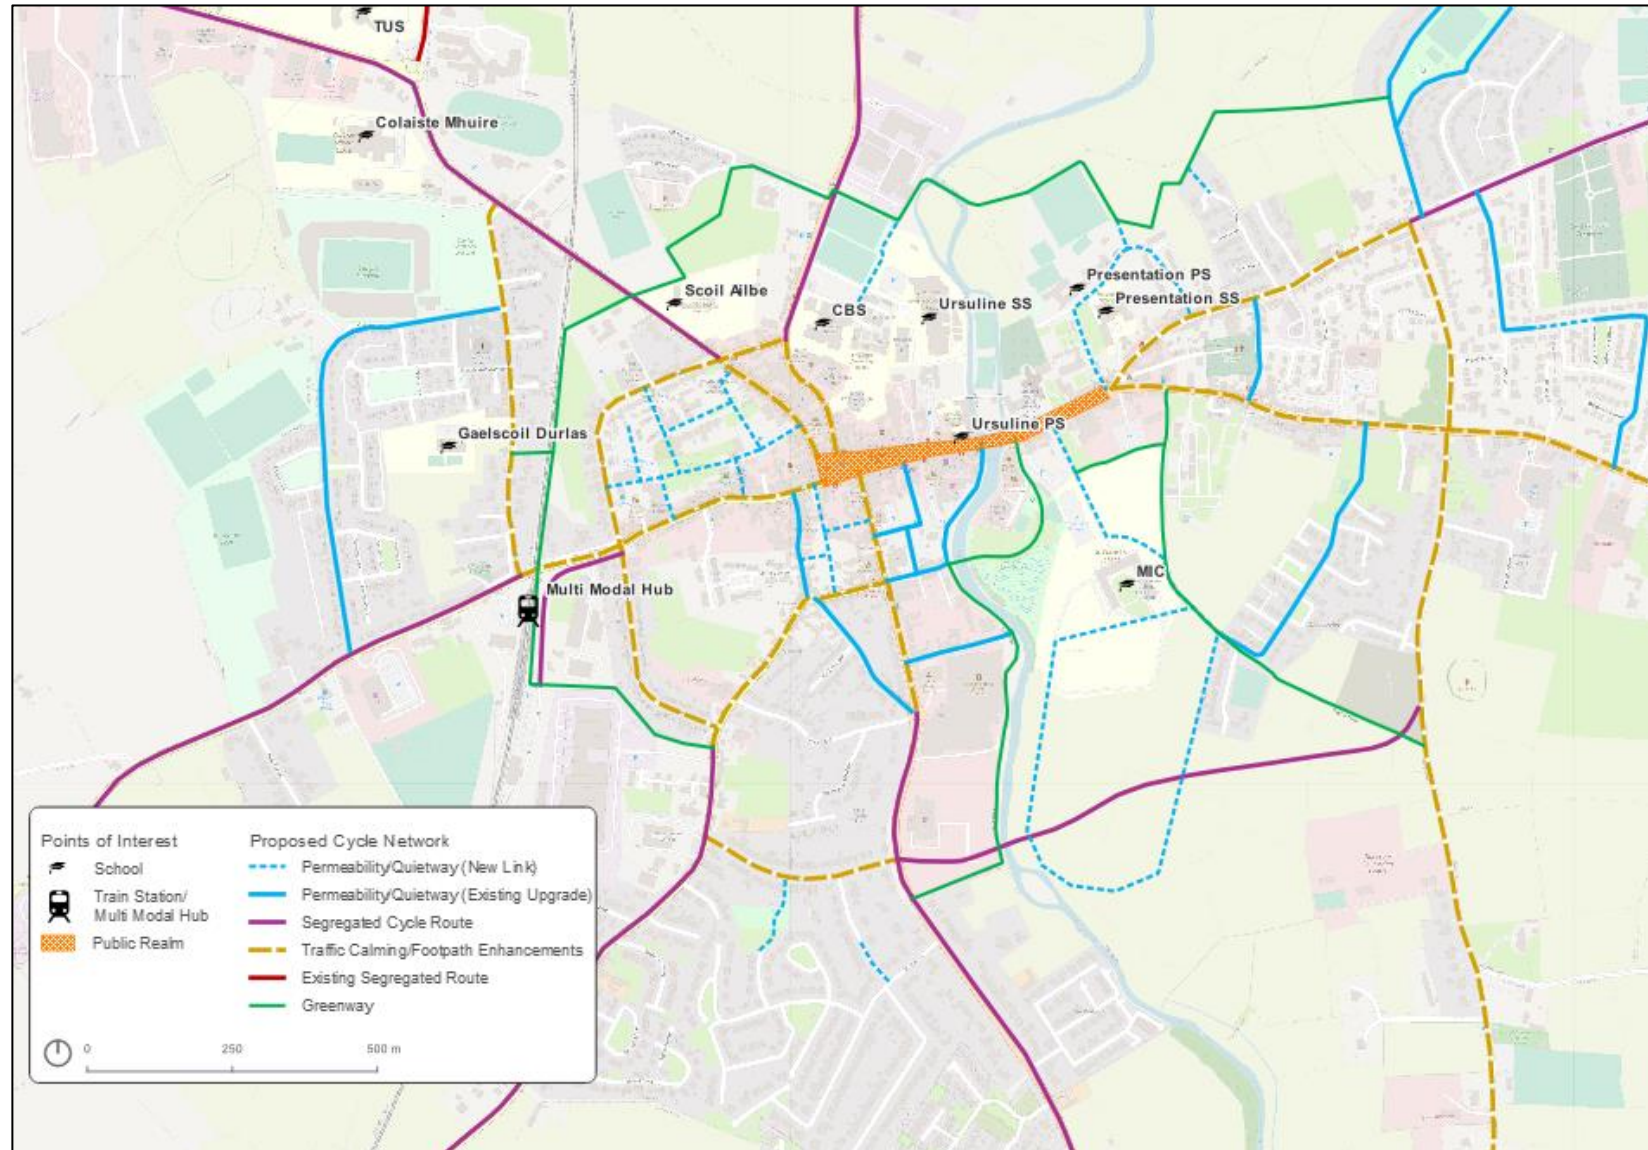 TUS
Colaiste Mhuire
Scoil Ailbe
CBS
Ursuline SS
Presentation PS
Presentation SS
Gaelscoil Durlas
Ursuline PS
Multi Modal Hub
MIC
Points of Interest
School
Train Station/
Multi Modal Hub
Public Realm
Proposed Cycle Network
Permeability/Quietway (New Link)
Permeability/Quietway (Existing Upgrade)
Segregated Cycle Route
Traffic Calming/Footpath Enhancements
Existing Segregated Route
Greenway
0 250 500 m